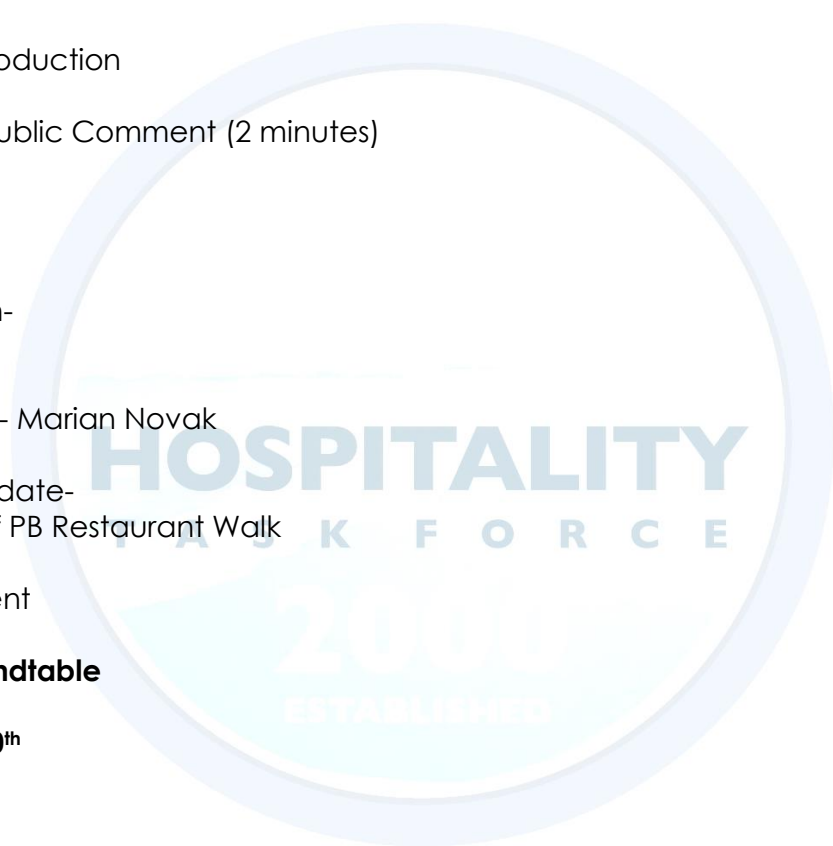 oduction
ublic Comment (2 minutes)
-
- Marian Novak
HOSPITALITY
date-
PB Restaurant Walk
TASK FORCE
ent
2000
ndtable
ESTABLISHED
th